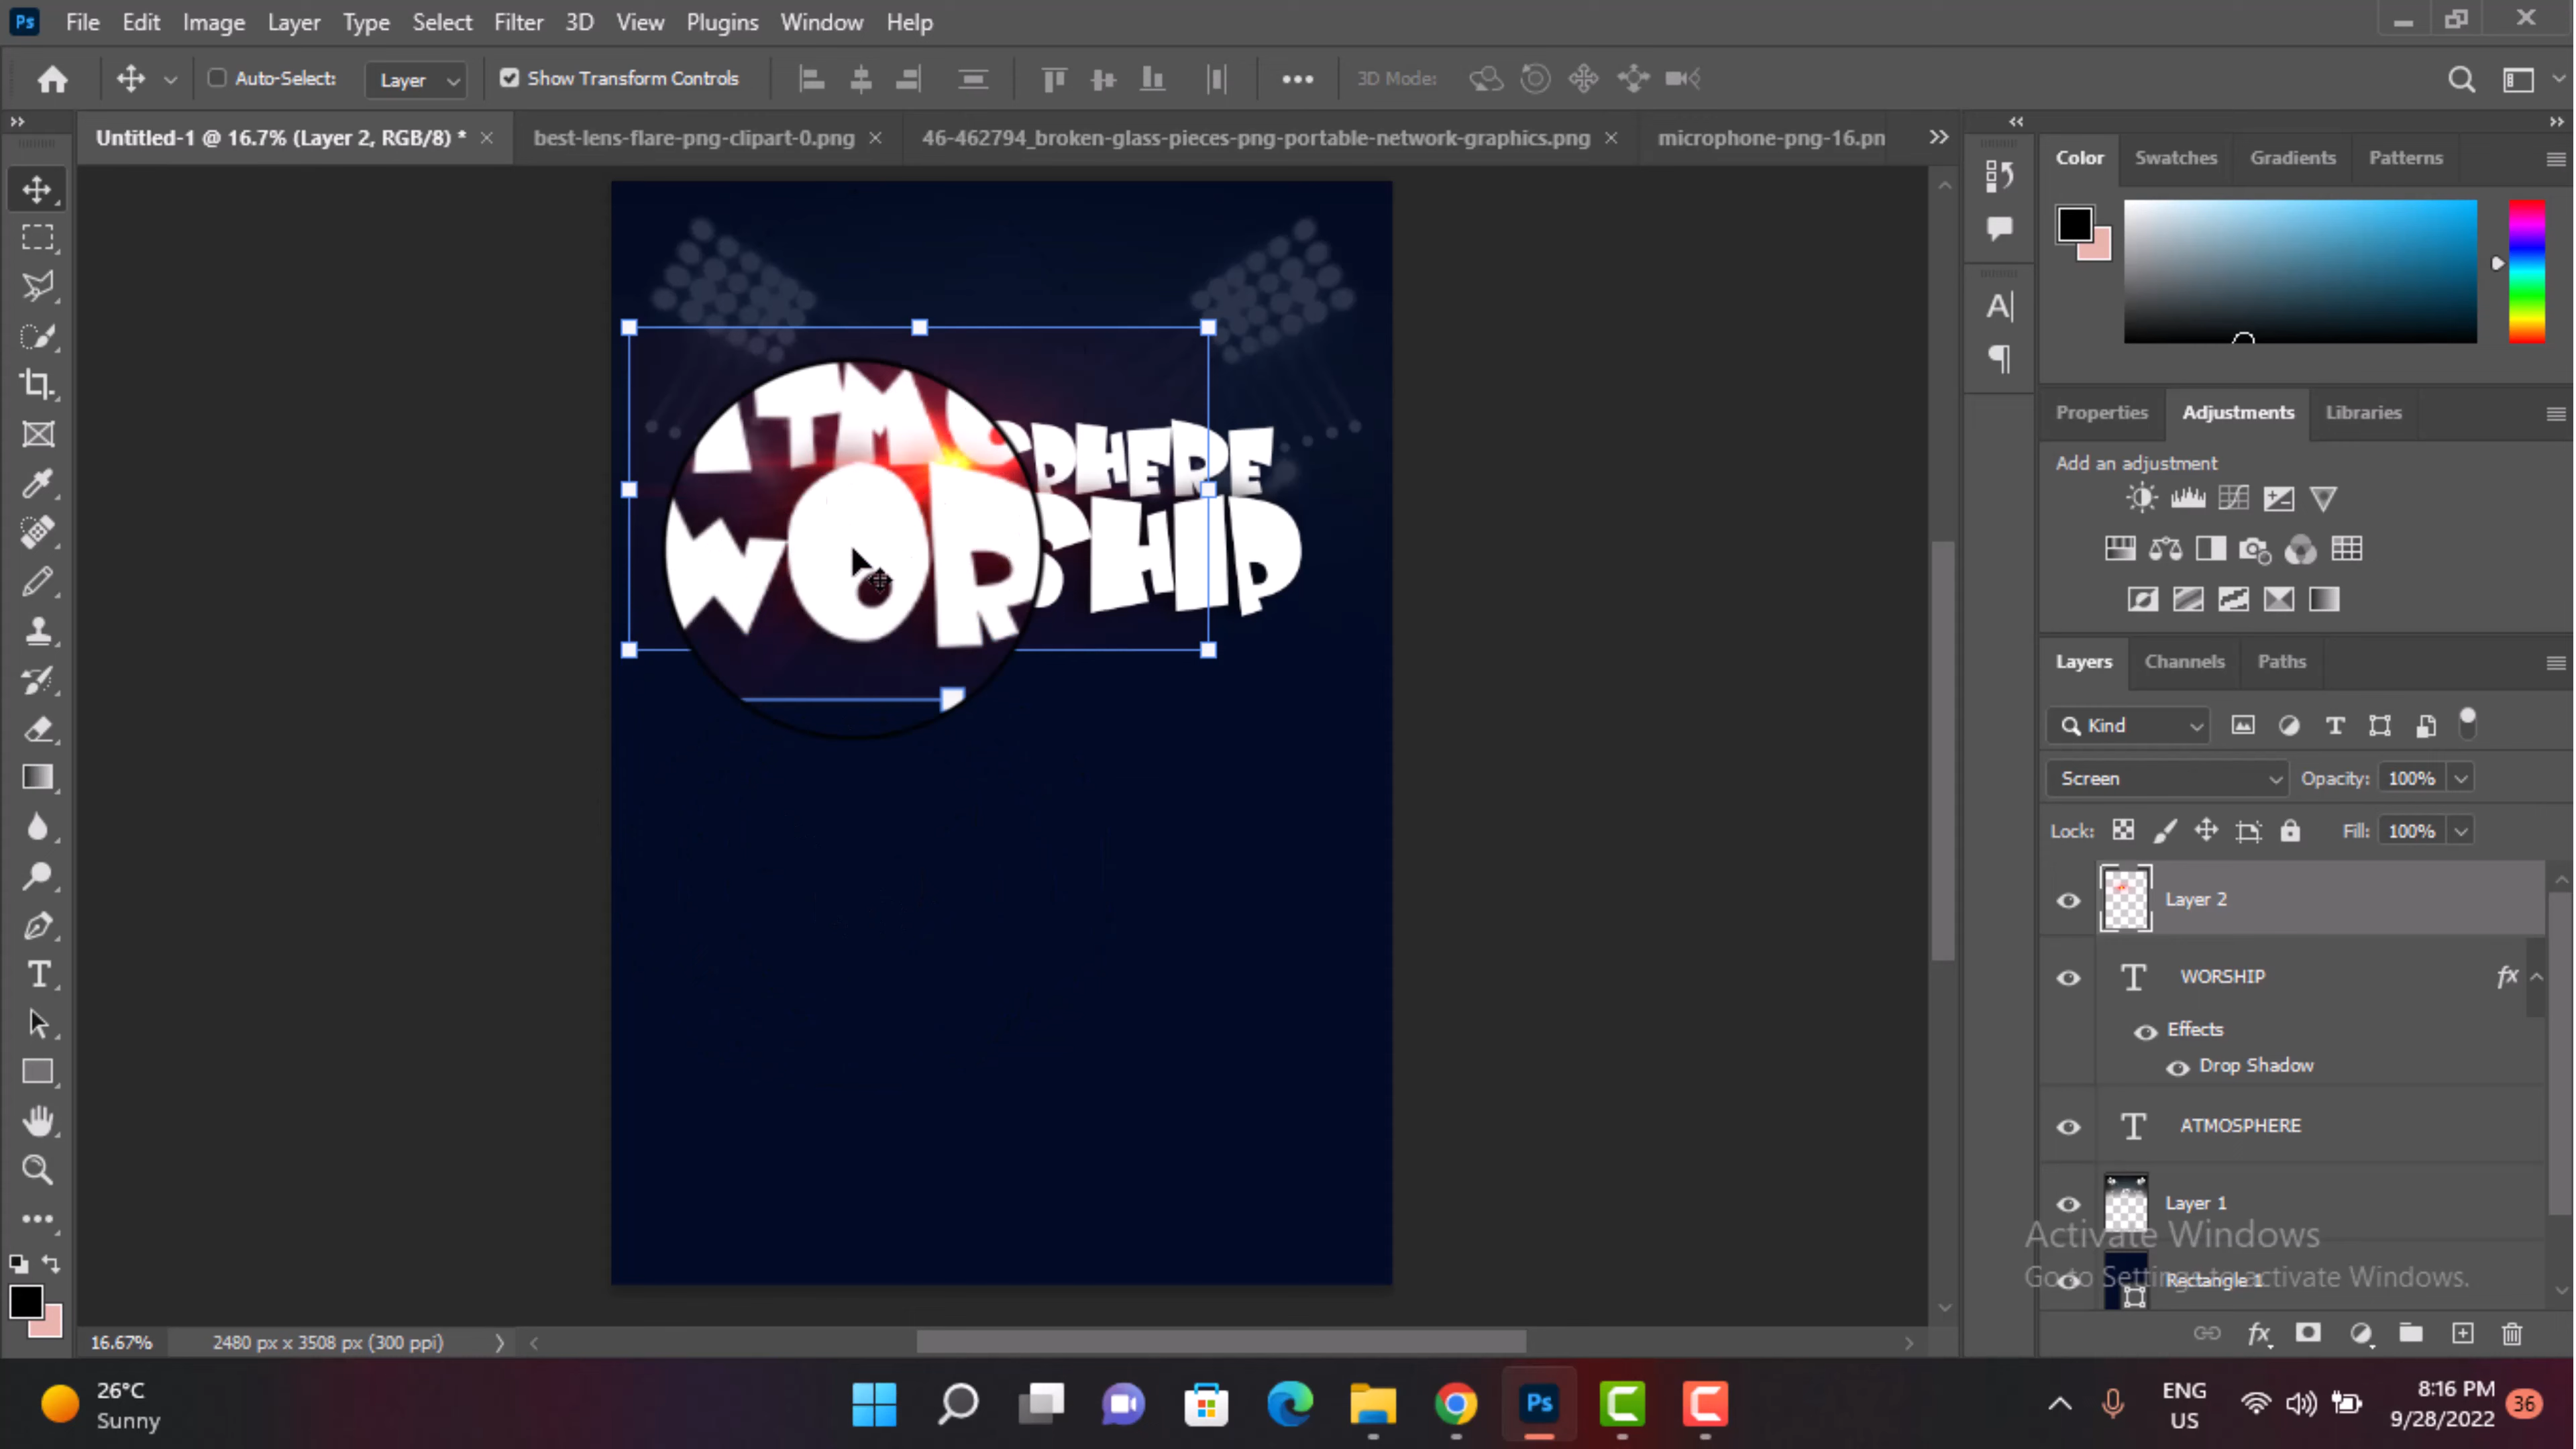 Ps File Edit Image Layer Type Select Filter 3D View Plugins Window Help
Auto-Select: Layer Show Transform Controls 3D Mode:
Untitled-1 @ 16.7% (Layer 2, RGB/8) * × best-lens-flare-png-clipart-0.png × 46-462794_broken-glass-pieces-png-portable-network-graphics.png × microphone-png-16.pn
Color Swatches Gradients Patterns
ATMOSPHERE
WORSHIP
Properties Adjustments Libraries
Add an adjustment
Layers Channels Paths
Kind
Screen Opacity: 100%
Lock: Fill: 100%
Layer 2
WORSHIP fx
Effects
Drop Shadow
ATMOSPHERE
Layer 1
Rectangle 1
Activate Windows
Go to Settings to activate Windows.
16.67% 2480 px x 3508 px (300 ppi)
26°C
Sunny
Ps
ENG
US
8:16 PM
9/28/2022
36